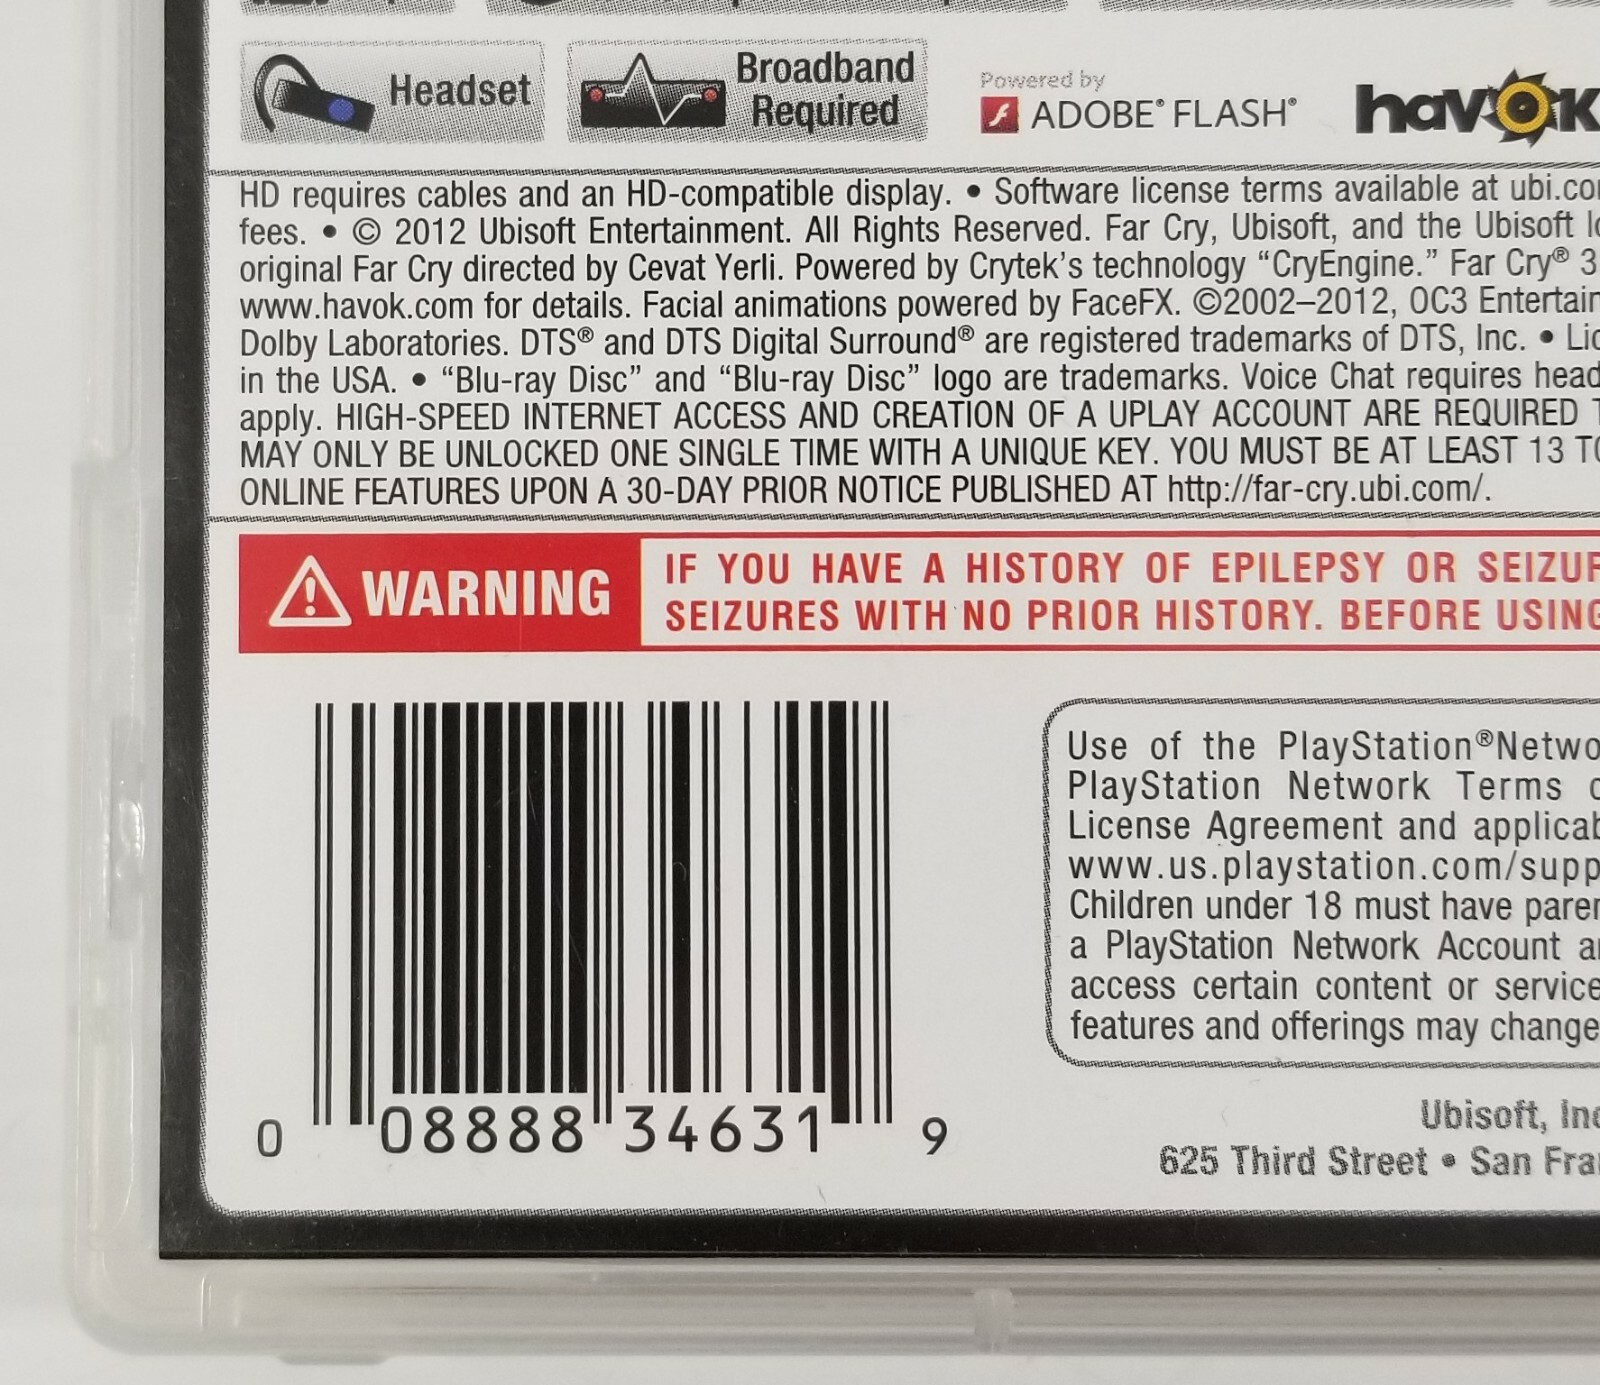 Headset
Broadband
Required
Powered by
ADOBE® FLASH®
havok
HD requires cables and an HD-compatible display. • Software license terms available at
fees. • © 2012 Ubisoft Entertainment. All Rights Reserved. Far Cry, Ubisoft, and the Ubisoft
original Far Cry directed by Cevat Yerli. Powered by Crytek's technology “CryEngine.” Far Cry® 3
www.havok.com for details. Facial animations powered by FaceFX. ©2002–2012, OC3
Dolby Laboratories. DTS® and DTS Digital Surround® are registered trademarks of DTS, Inc. •
in the USA. • “Blu-ray Disc” and “Blu-ray Disc” logo are trademarks. Voice Chat requires
apply. HIGH-SPEED INTERNET ACCESS AND CREATION OF A UPLAY ACCOUNT ARE REQUIRED
MAY ONLY BE UNLOCKED ONE SINGLE TIME WITH A UNIQUE KEY. YOU MUST BE AT LEAST 13
ONLINE FEATURES UPON A 30-DAY PRIOR NOTICE PUBLISHED AT http://far-cry.ubi.com/.
WARNING
IF YOU HAVE A HISTORY OF EPILEPSY OR
SEIZURES WITH NO PRIOR HISTORY. BEFORE USING
0 08888 34631 9
Use of the PlayStation®
PlayStation Network Terms
License Agreement and
www.us.playstation.com/supp
Children under 18 must have
a PlayStation Network Account
access certain content or
features and offerings may change
Ubisoft,
625 Third Street • San